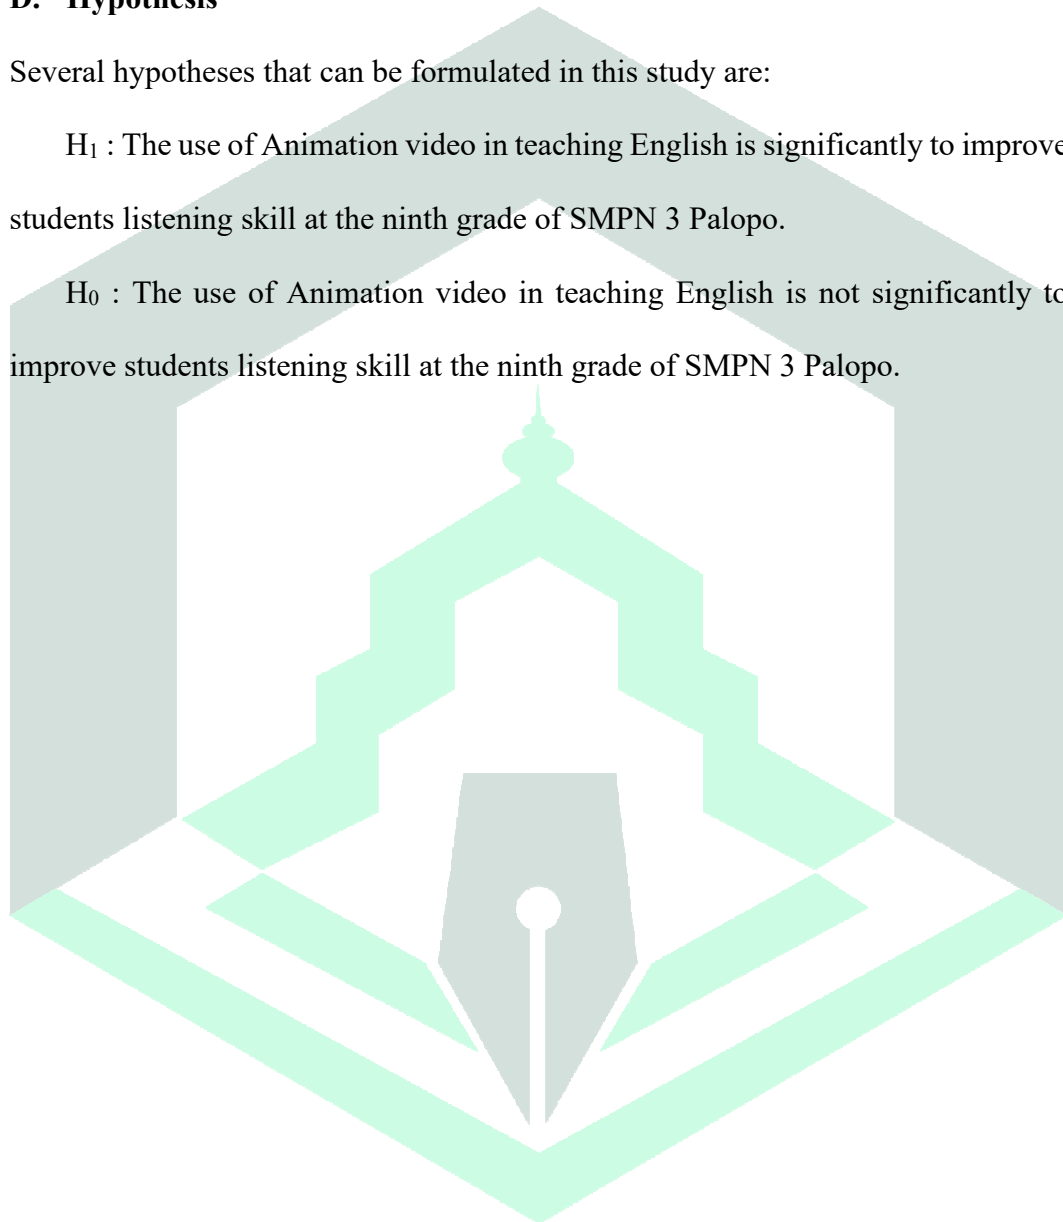 D. Hypothesis
Several hypotheses that can be formulated in this study are:
H₁ : The use of Animation video in teaching English is significantly to improve
students listening skill at the ninth grade of SMPN 3 Palopo.
H₀ : The use of Animation video in teaching English is not significantly to
improve students listening skill at the ninth grade of SMPN 3 Palopo.